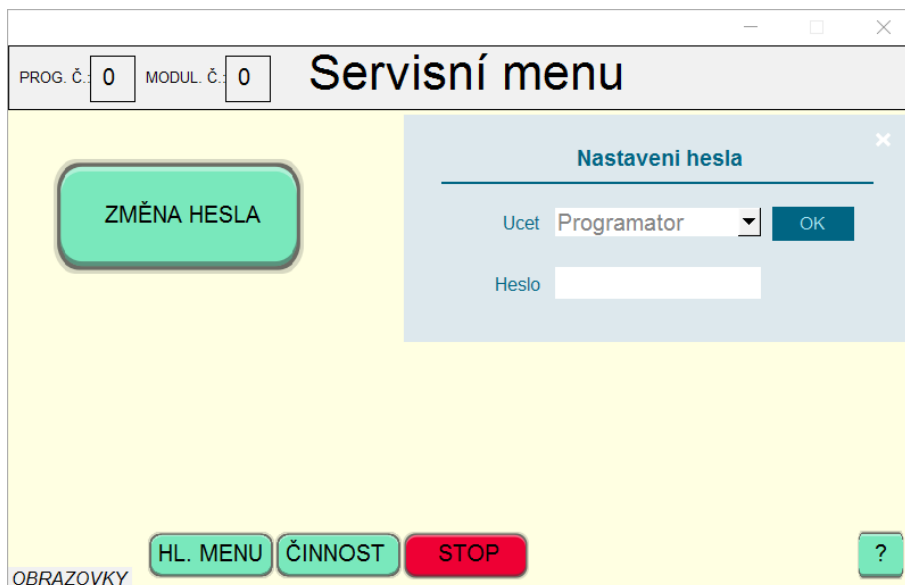 PROG. Č.: 0 MODUL. Č.: 0 Servisní menu
Nastaveni hesla
ZMĚNA HESLA
Ucet Programator OK
Heslo
HL. MENU ČINNOST STOP ?
OBRAZOVKY